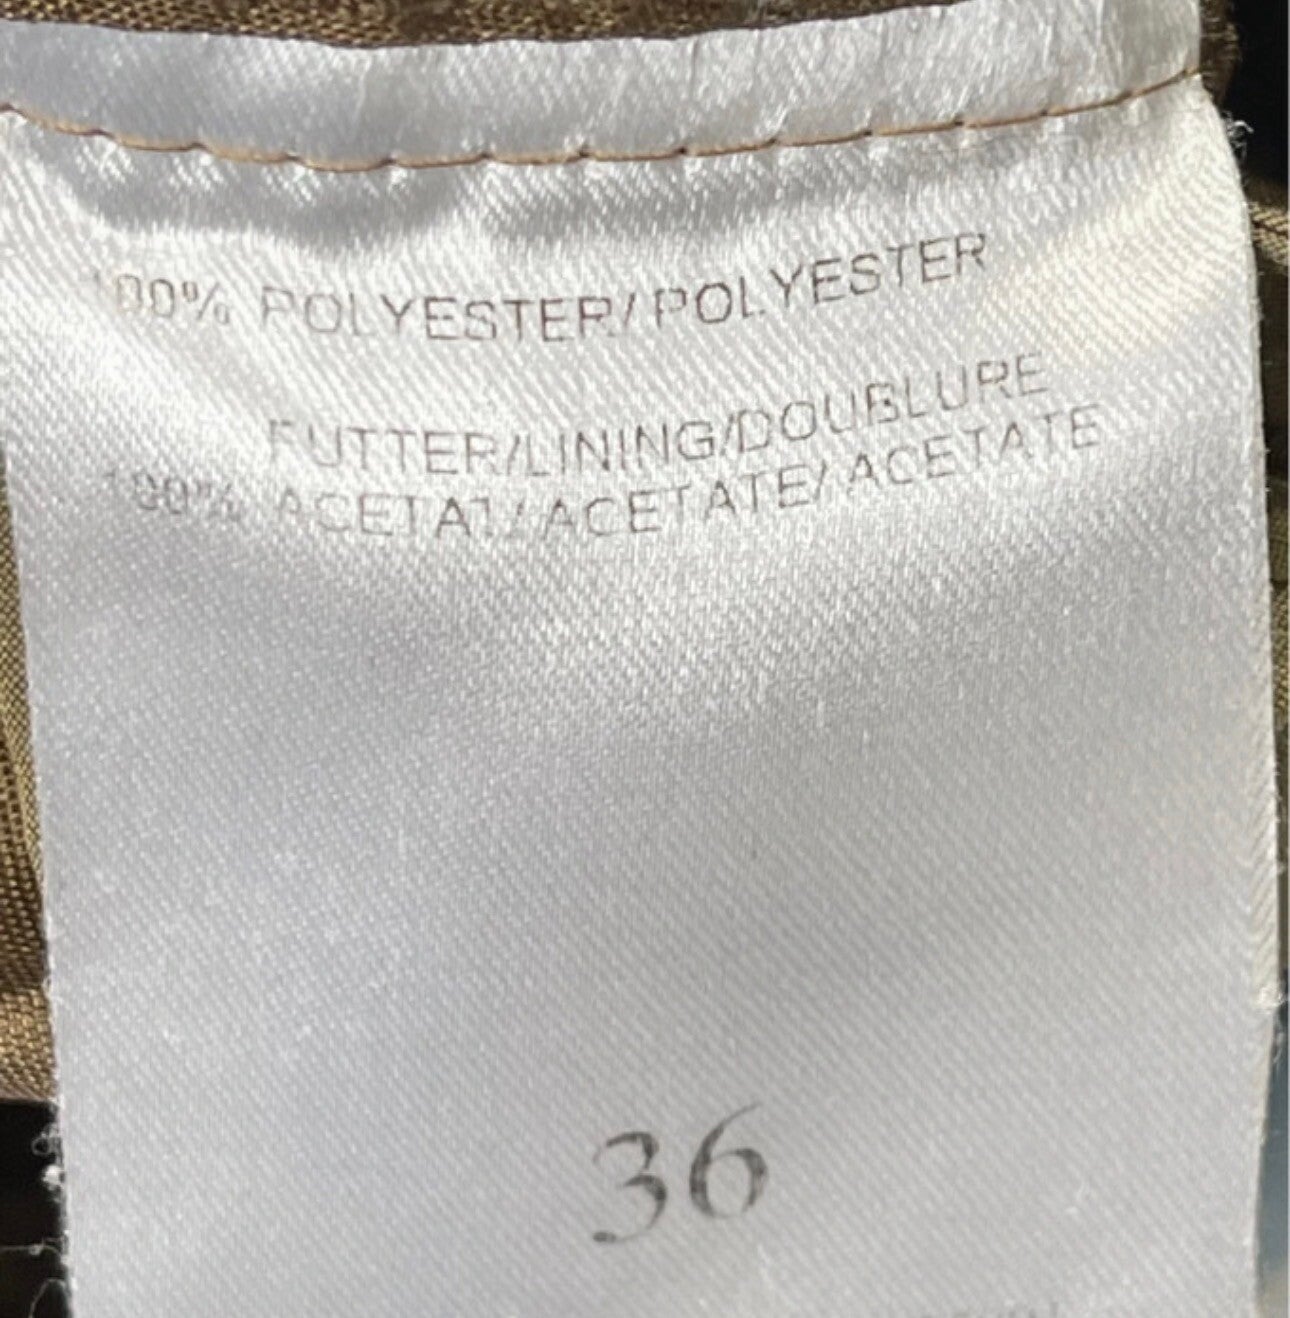 100% POLYESTER/POLYESTER
FUTTER/LINING/DOUBLURE
100% ACETAT/ACETATE/ACETATE
36